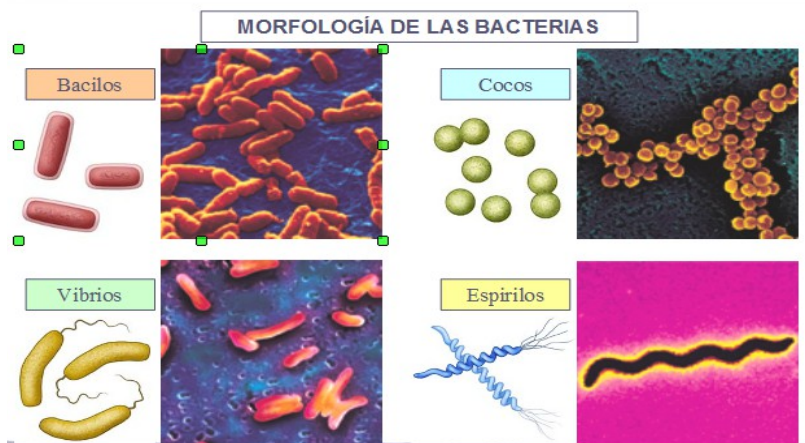 MORFOLOGÍA DE LAS BACTERIAS
Bacilos
Cocos
Vibrios
Espirilos